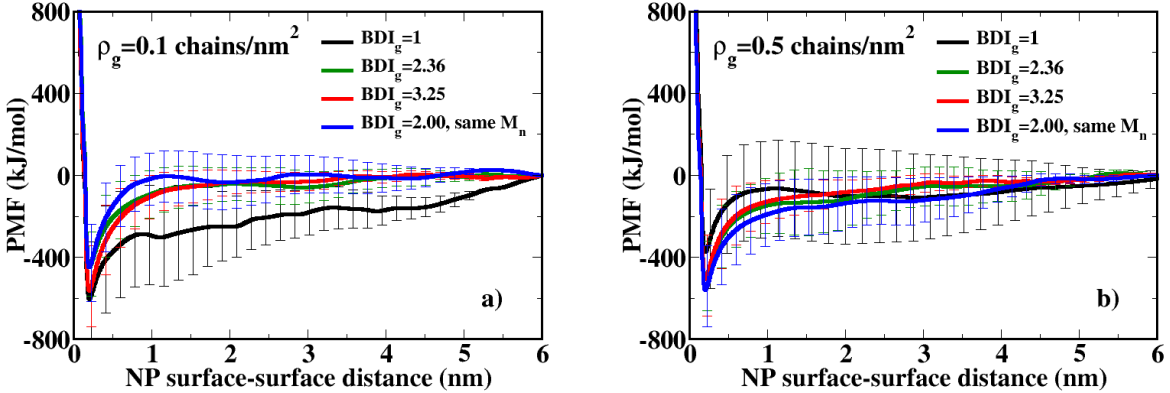 800
400
0
-400
-800
PMF (kJ/mol)
ρg=0.1 chains/nm2
BDIg=1
BDIg=2.36
BDIg=3.25
BDIg=2.00, same Mn
a)
0 1 2 3 4 5 6
NP surface-surface distance (nm)
800
400
0
-400
-800
PMF (kJ/mol)
ρg=0.5 chains/nm2
BDIg=1
BDIg=2.36
BDIg=3.25
BDIg=2.00, same Mn
b)
0 1 2 3 4 5 6
NP surface-surface distance (nm)